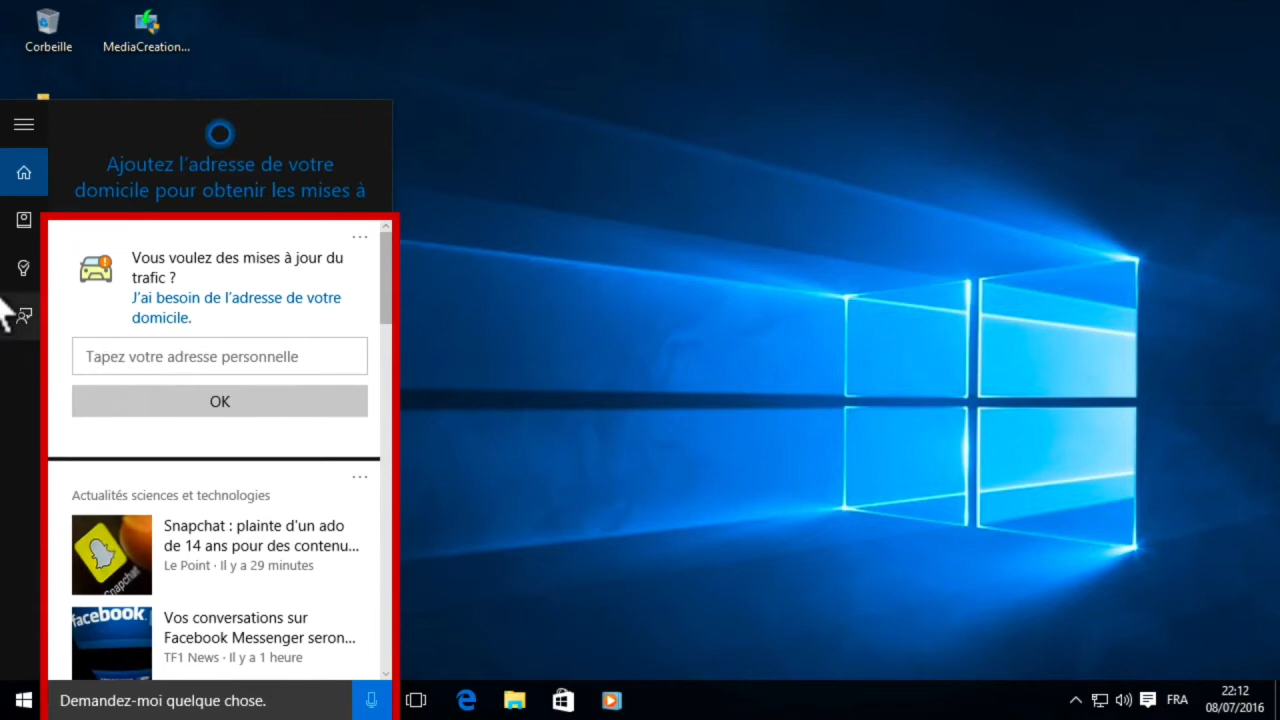 Corbeille
MediaCreation...
Ajoutez l'adresse de votre
domicile pour obtenir les mises à
...
Vous voulez des mises à jour du
trafic ?
J'ai besoin de l'adresse de votre
domicile.
Tapez votre adresse personnelle
OK
...
Actualités sciences et technologies
Snapchat : plainte d'un ado
de 14 ans pour des contenu...
Le Point · Il y a 29 minutes
Snapchat
Vos conversations sur
Facebook Messenger seron...
TF1 News · Il y a 1 heure
facebook
Demandez-moi quelque chose.
FRA
22:12
08/07/2016